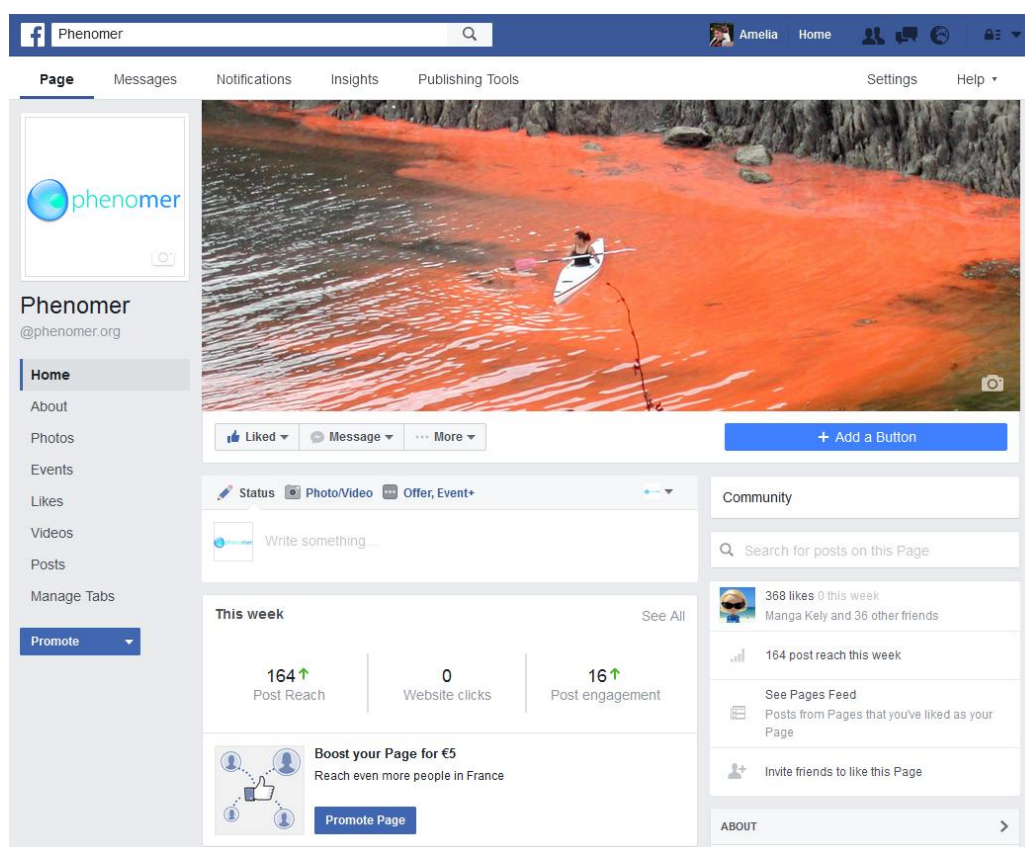 Phenomer
Amelia Home
Page Messages Notifications Insights Publishing Tools Settings Help
phenomer
Phenomer
@phenomer.org
Home
About
Photos
Events
Likes
Videos
Posts
Manage Tabs
Promote
Liked Message More
+ Add a Button
Status Photo/Video Offer, Event+
phenomer
Write something...
This week See All
164 0 16
Post Reach Website clicks Post engagement
Boost your Page for €5
Reach even more people in France
Promote Page
Community
Search for posts on this Page
368 likes 0 this week
Manga Kely and 36 other friends
164 post reach this week
See Pages Feed
Posts from Pages that you've liked as your
Page
Invite friends to like this Page
ABOUT